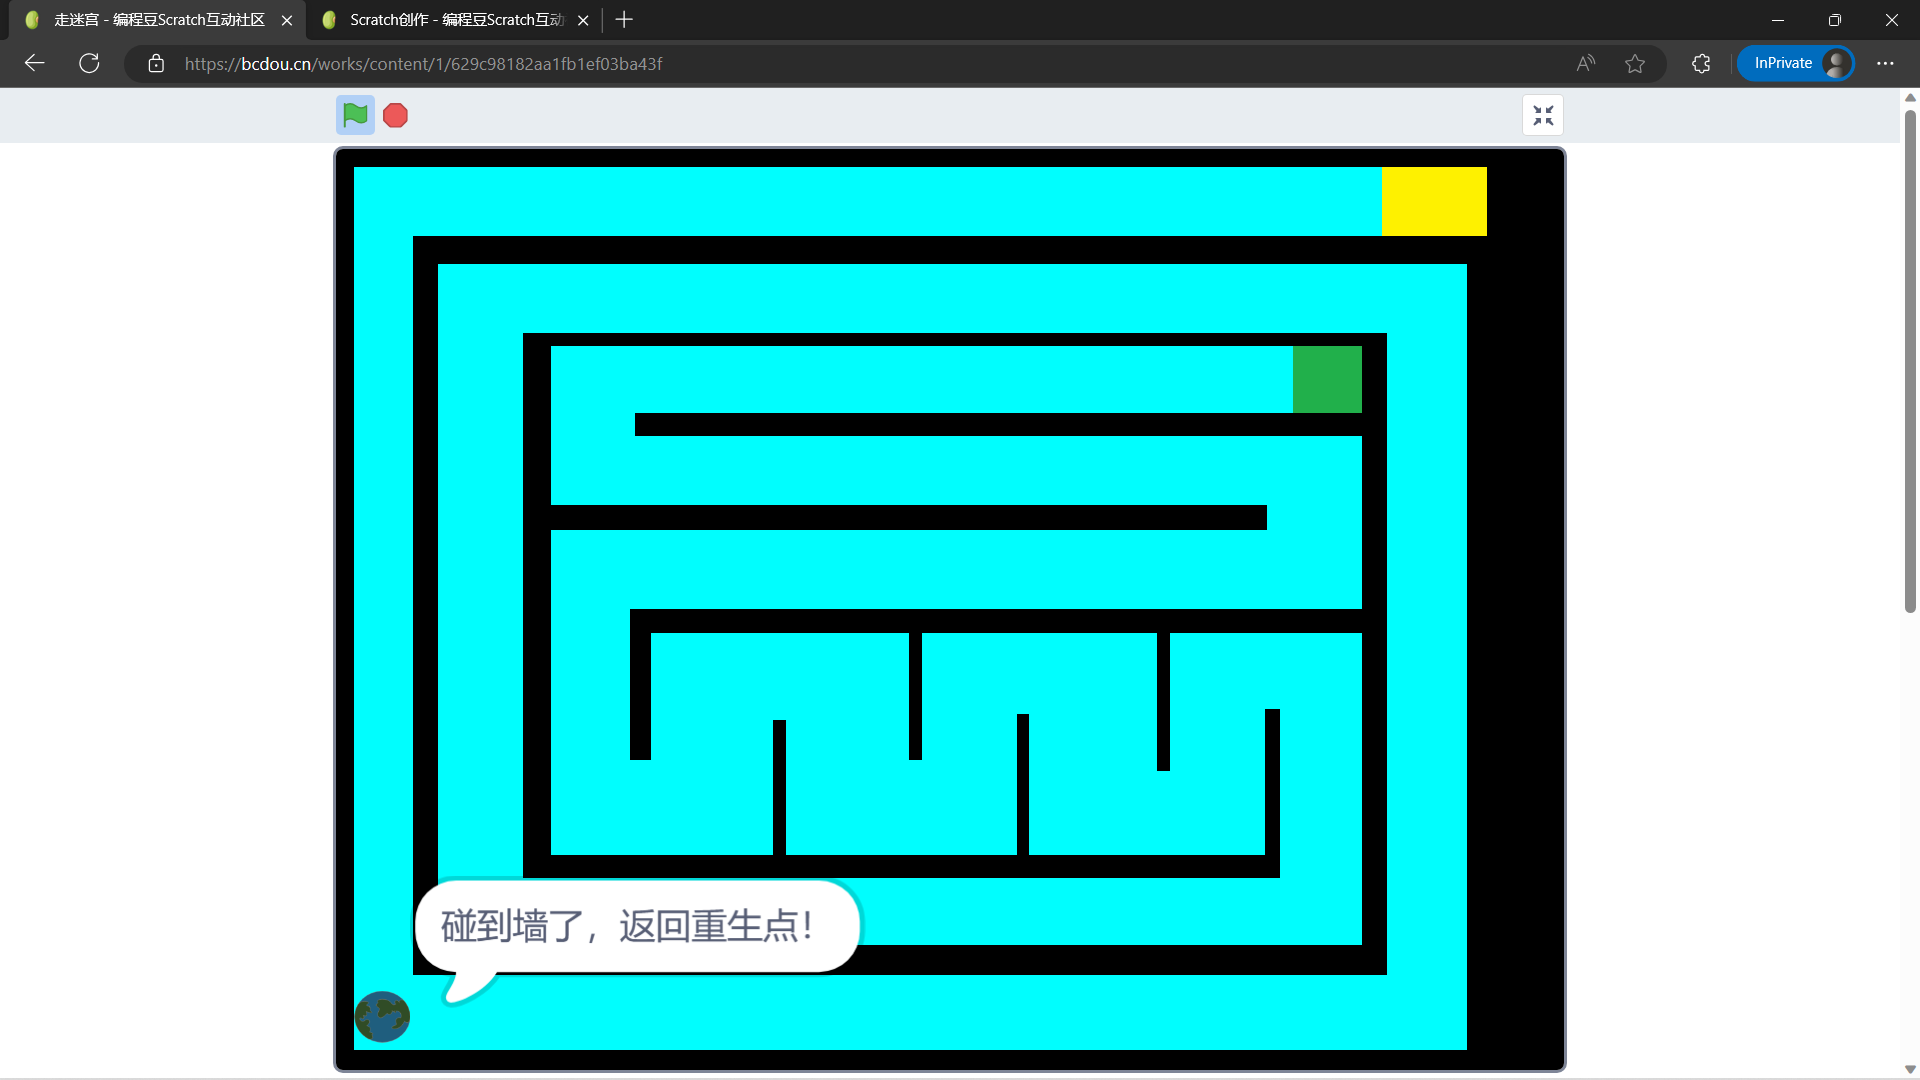 走迷宫 - 编程豆Scratch互动社区
Scratch创作 - 编程豆Scratch互动
https://bcdou.cn/works/content/1/629c98182aa1fb1ef03ba43f
InPrivate
碰到墙了，返回重生点！